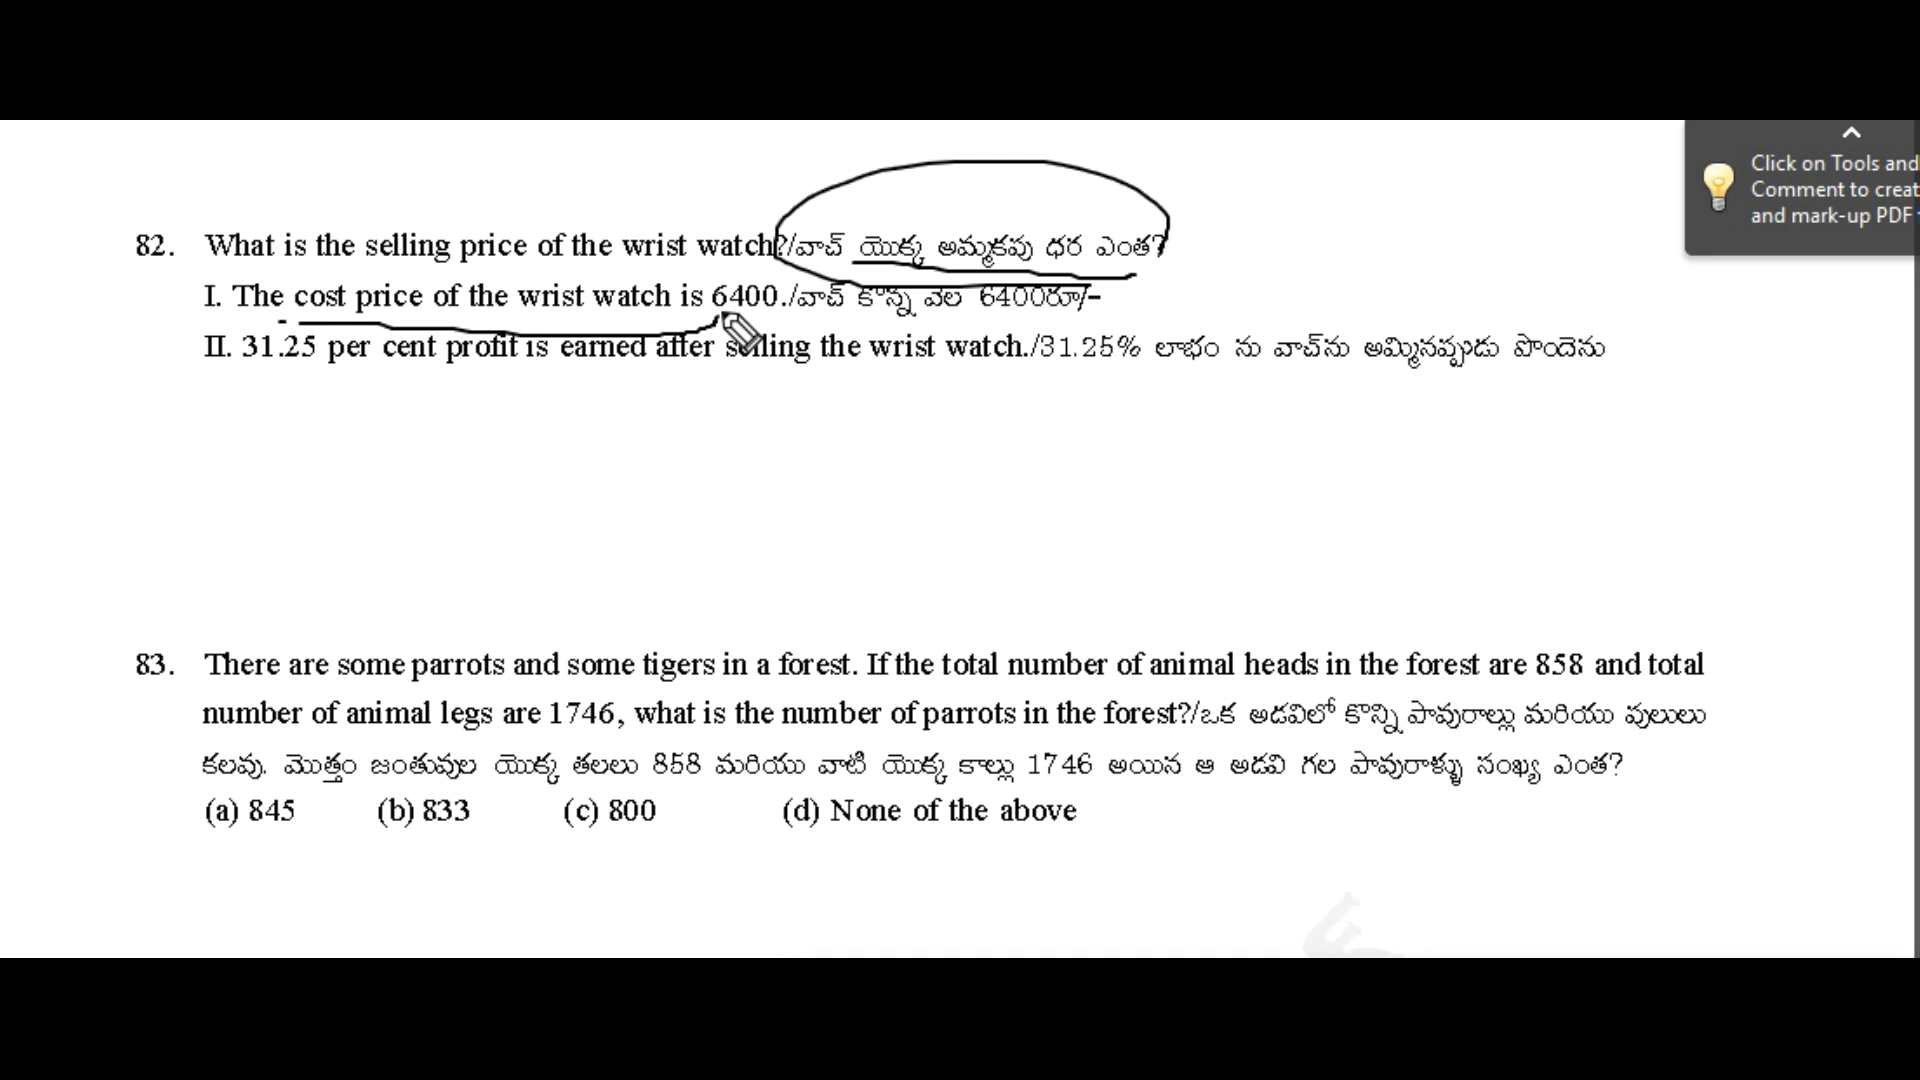 Click on Tools and
Comment to creat
and mark-up PDF
82. What is the selling price of the wrist watch?/వాచ్ యొక్క అమ్మకపు ధర ఎంత?
I. The cost price of the wrist watch is 6400./వాచ్ కొన్న వెల 6400రూ/-
II. 31.25 per cent profit is earned after selling the wrist watch./31.25% లాభం ను వాచ్‌ను అమ్మినప్పుడు పొందెను
83. There are some parrots and some tigers in a forest. If the total number of animal heads in the forest are 858 and total
number of animal legs are 1746, what is the number of parrots in the forest?/ఒక అడవిలో కొన్ని పావురాల్లు మరియు పులులు
కలవు. మొత్తం జంతువుల యొక్క తలలు 858 మరియు వాటి యొక్క కాల్లు 1746 అయిన ఆ అడవి గల పావురాళ్ళు సంఖ్య ఎంత?
(a) 845 (b) 833 (c) 800 (d) None of the above